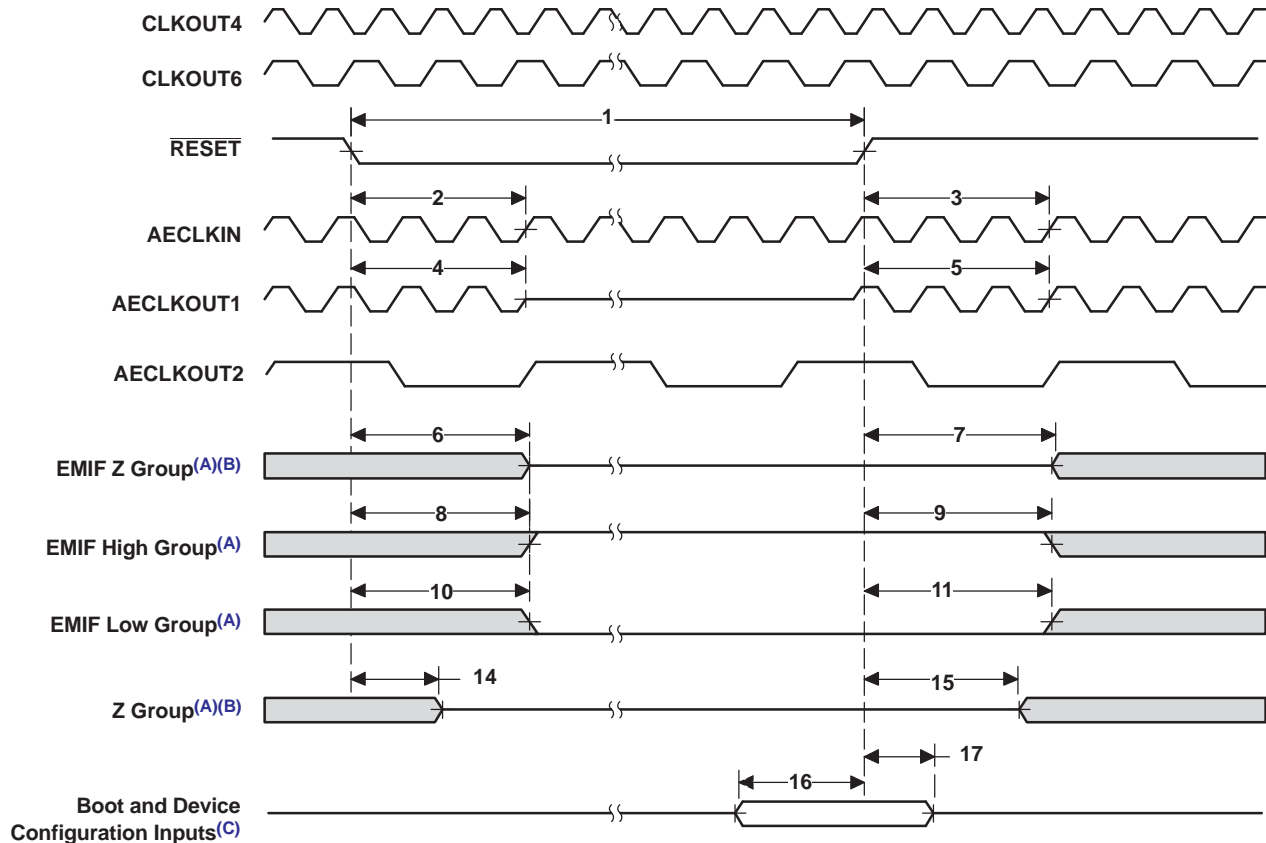 CLKOUT4
CLKOUT6
1
RESET
2
3
AECLKIN
4
5
AECLKOUT1
AECLKOUT2
6
7
EMIF Z Group(A)(B)
8
9
EMIF High Group(A)
10
11
EMIF Low Group(A)
14
15
Z Group(A)(B)
17
16
Boot and Device
Configuration Inputs(C)